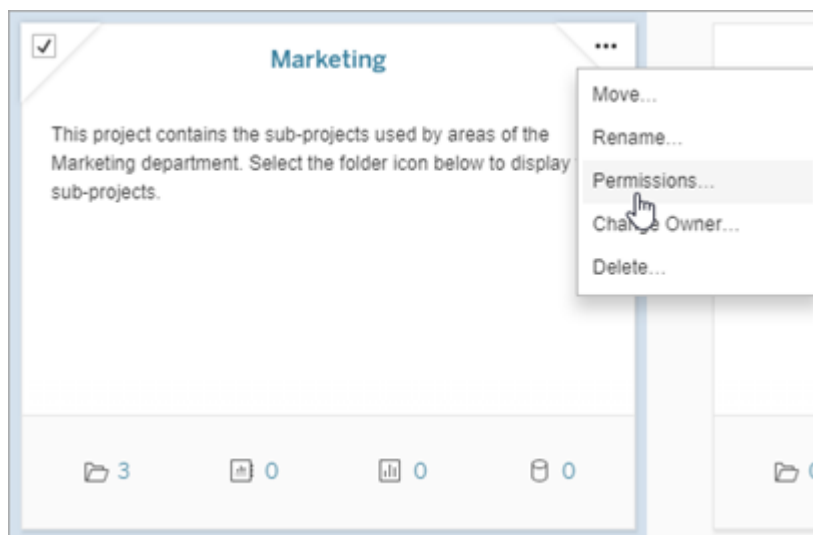 Marketing
This project contains the sub-projects used by areas of the
Marketing department. Select the folder icon below to display
sub-projects.
Move...
Rename...
Permissions...
Change Owner...
Delete...
3
0
0
0